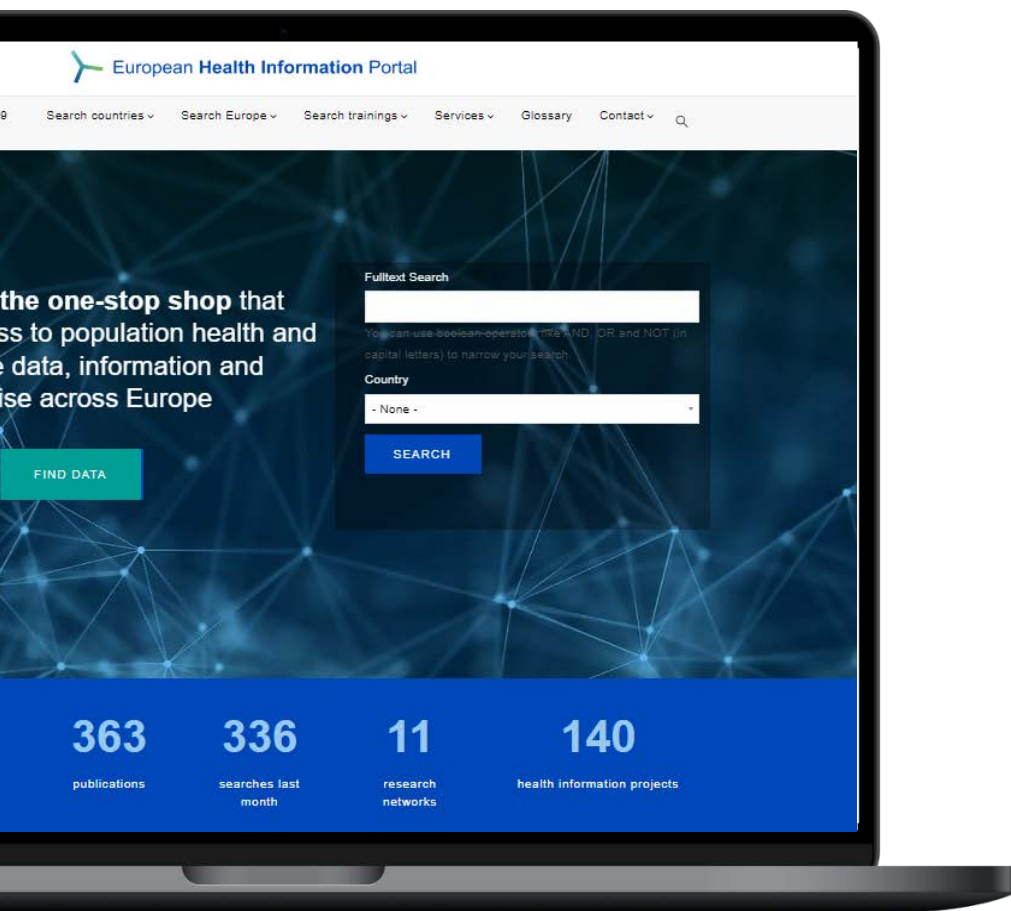 European Health Information Portal
9 Search countries Search Europe Search trainings Services Glossary Contact
the one-stop shop that
ss to population health and
e data, information and
ise across Europe
FIND DATA
Fulltext Search
You can use boolean operators like AND, OR and NOT (in
capital letters) to narrow your search.
Country
- None -
SEARCH
363
publications
336
searches last
month
11
research
networks
140
health information projects